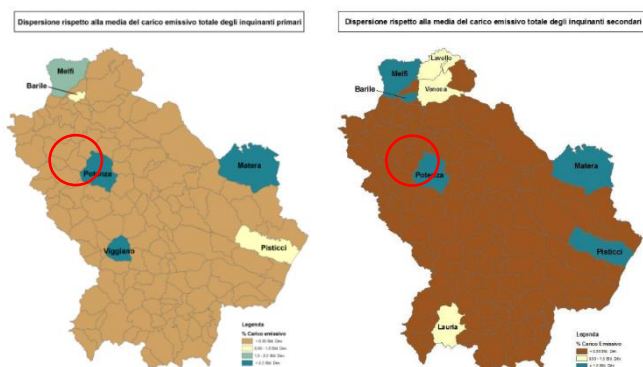 Dispersione rispetto alla media del carico emissivo totale degli inquinanti primari
Melfi
Barile
Potenza
Matera
Pisticci
Viggiano
Legenda
% Carico emissivo
Dispersione rispetto alla media del carico emissivo totale degli inquinanti secondari
Lavello
Melfi
Venosa
Barile
Potenza
Matera
Pisticci
Lauria
Legenda
% Carico Emissivo